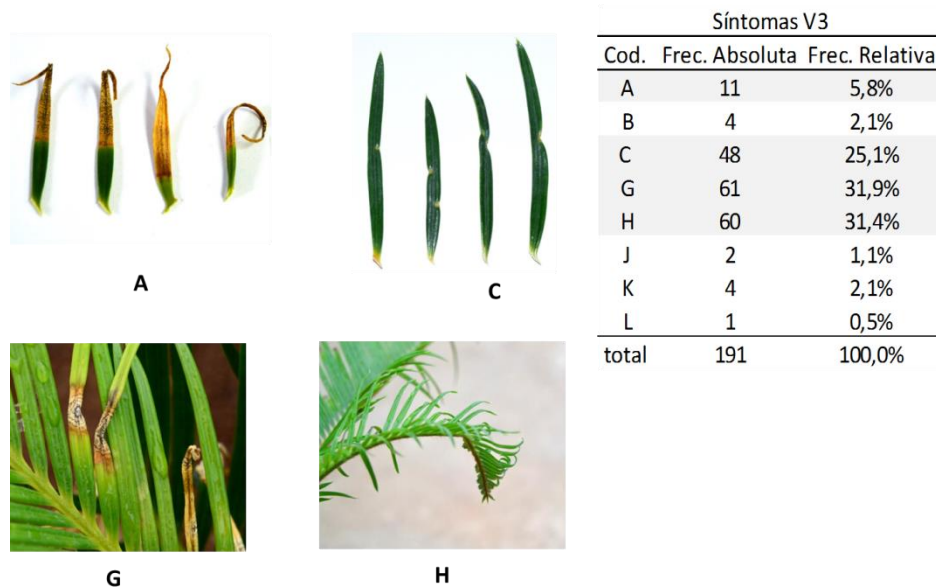 A
C
G
H
Síntomas V3
Cod. Frec. Absoluta Frec. Relativa
A 11 5,8%
B 4 2,1%
C 48 25,1%
G 61 31,9%
H 60 31,4%
J 2 1,1%
K 4 2,1%
L 1 0,5%
total 191 100,0%